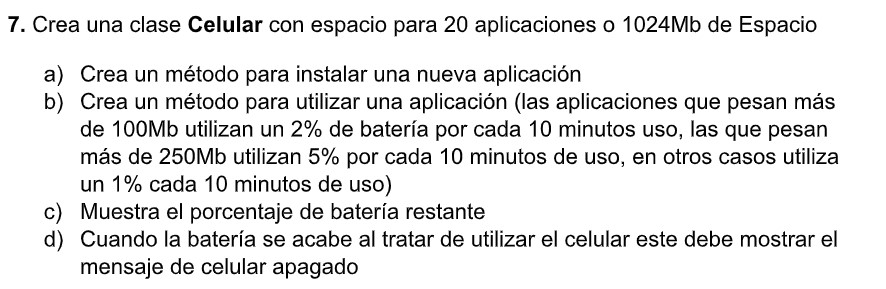 7. Crea una clase Celular con espacio para 20 aplicaciones o 1024Mb de Espacio
a) Crea un método para instalar una nueva aplicación
b) Crea un método para utilizar una aplicación (las aplicaciones que pesan más
de 100Mb utilizan un 2% de batería por cada 10 minutos uso, las que pesan
más de 250Mb utilizan 5% por cada 10 minutos de uso, en otros casos utiliza
un 1% cada 10 minutos de uso)
c) Muestra el porcentaje de batería restante
d) Cuando la batería se acabe al tratar de utilizar el celular este debe mostrar el
mensaje de celular apagado